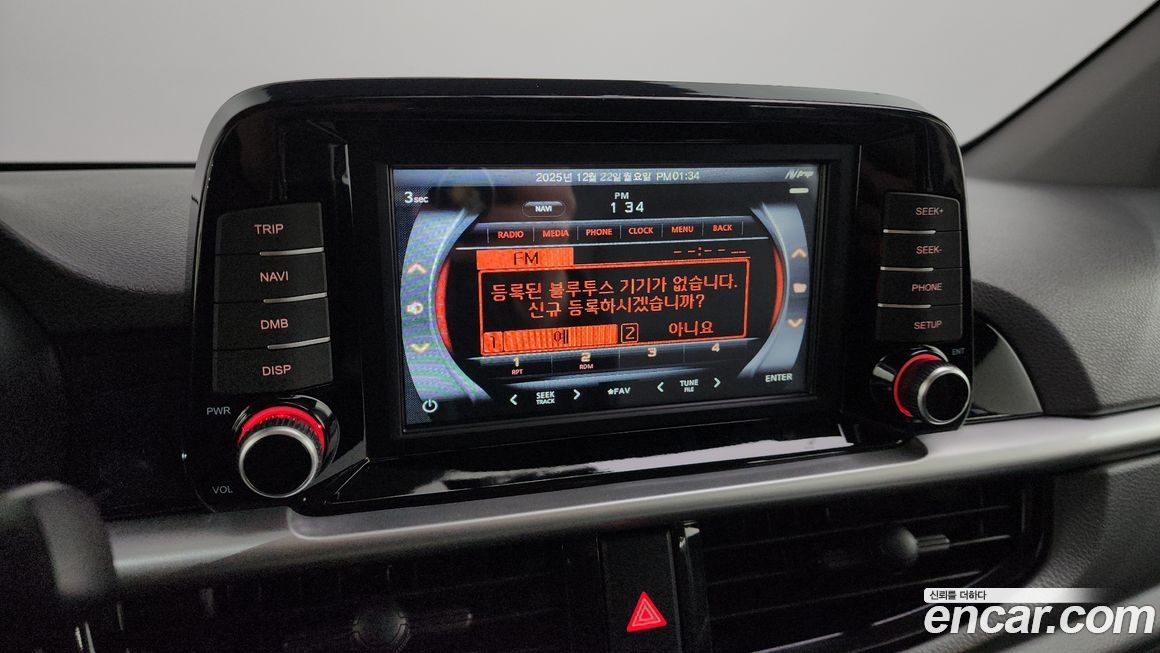 2025년 12월 22일 월요일 PM 01:34
3 sec
NAVI
PM
1 34
RADIO MEDIA PHONE CLOCK MENU BACK
FM
--:-- --
등록된 블루투스 기기가 없습니다.
신규 등록하시겠습니까?
1 예 2 아니요
1 RPT 2 RDM 3 4
< SEEK TRACK > ★FAV < TUNE FILE > ENTER
TRIP
NAVI
DMB
DISP
PWR
VOL
SEEK+
SEEK-
PHONE
SETUP
ENT
신뢰를 더하다
encar.com